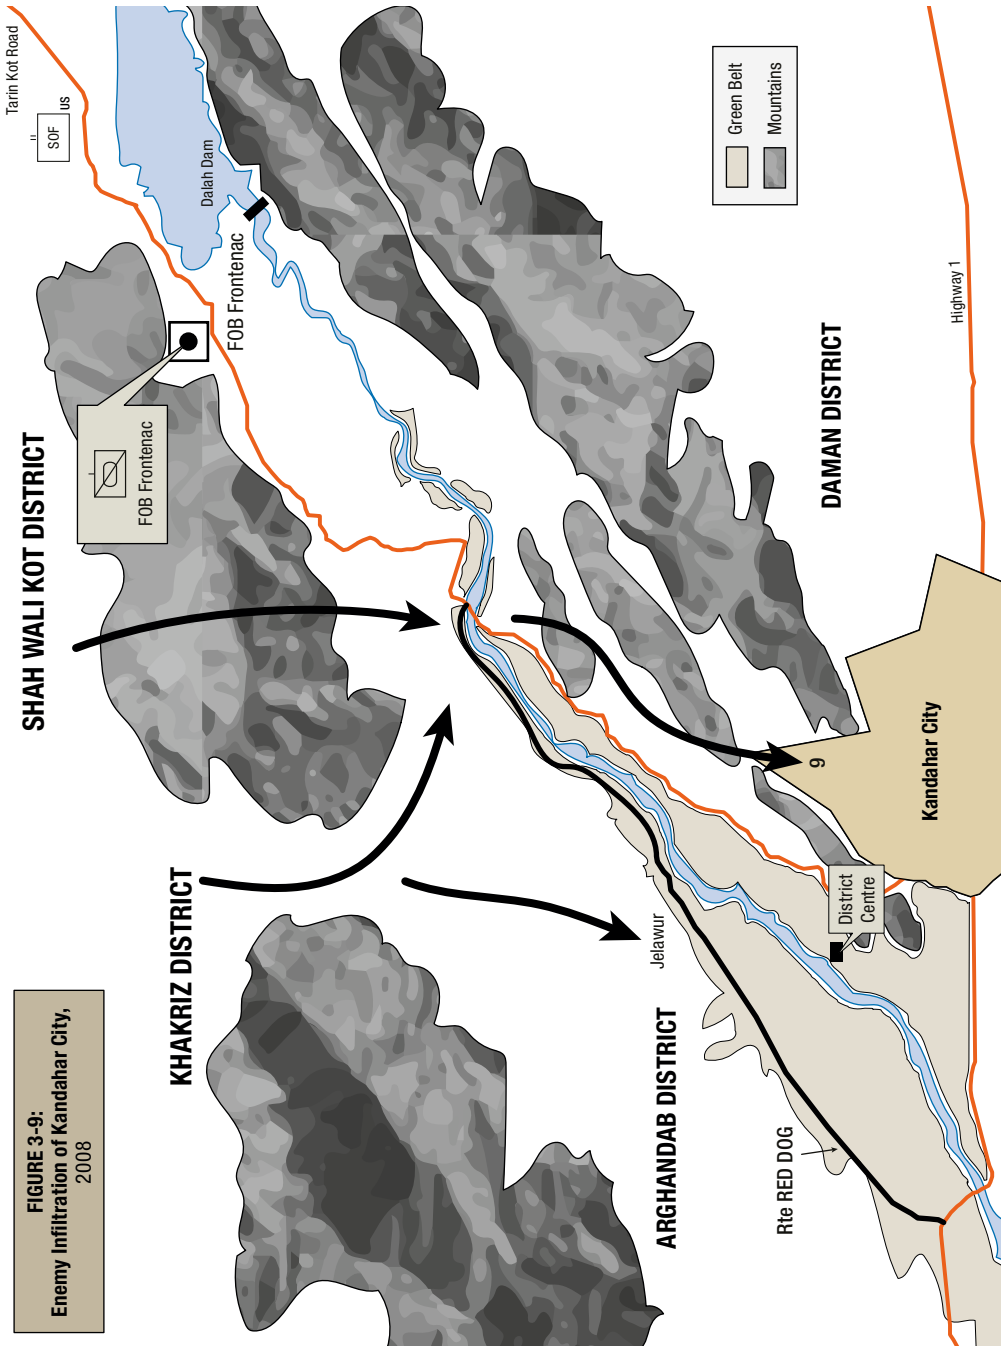 FIGURE 3-9:
Enemy Infiltration of Kandahar City,
2008
SHAH WALI KOT DISTRICT
KHAKRIZ DISTRICT
ARGHANDAB DISTRICT
DAMAN DISTRICT
Tarin Kot Road
II
SOF
US
Dalah Dam
FOB Frontenac
I
FOB Frontenac
Green Belt
Mountains
Highway 1
Jelawur
Rte RED DOG
District
Centre
9
Kandahar City